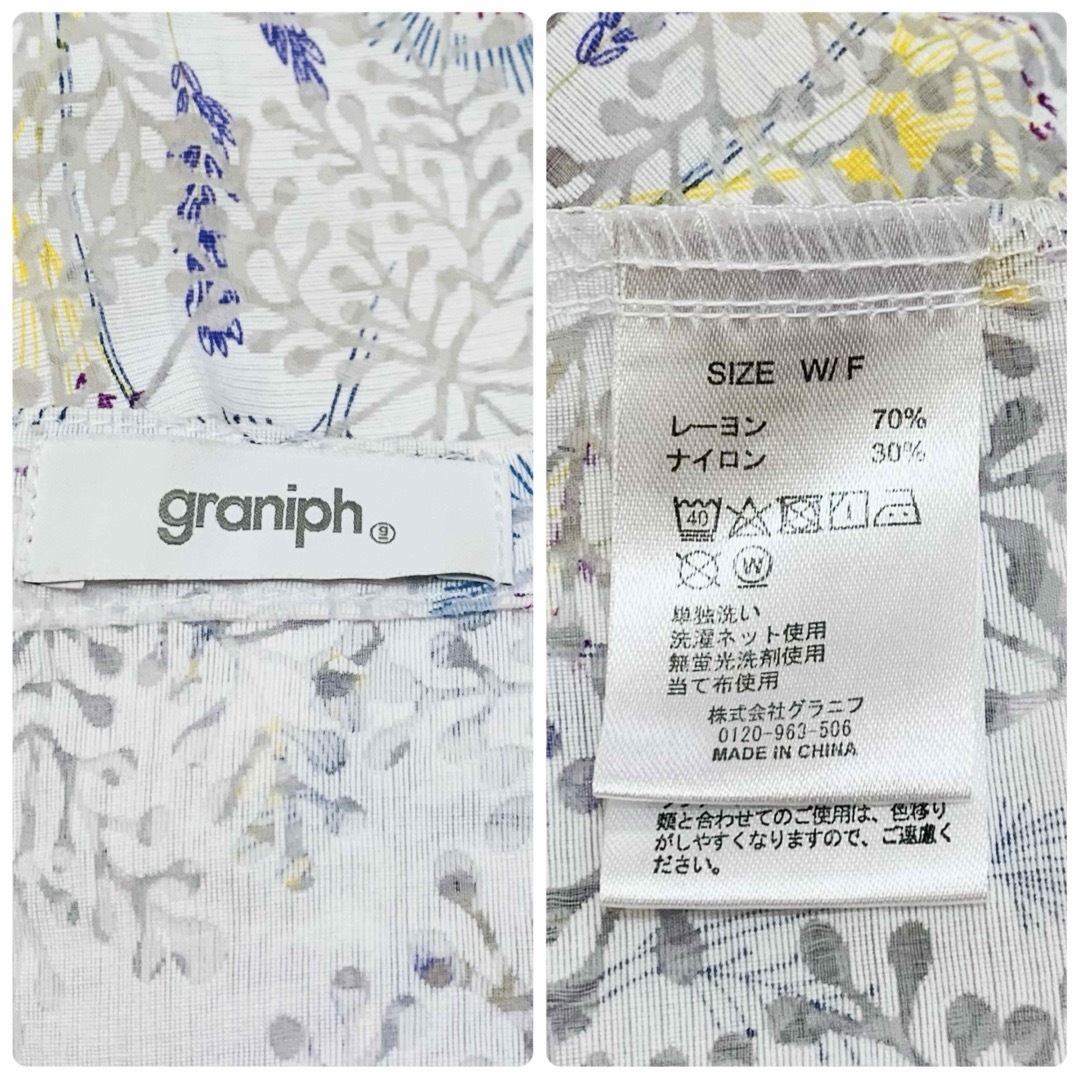 graniph
SIZE W/F
レーヨン 70%
ナイロン 30%
40
W
単独洗い
洗濯ネット使用
無蛍光洗剤使用
当て布使用
株式会社グラニフ
0120-963-506
MADE IN CHINA
類と合わせてのご使用は、色移り
がしやすくなりますので、ご遠慮く
ださい。